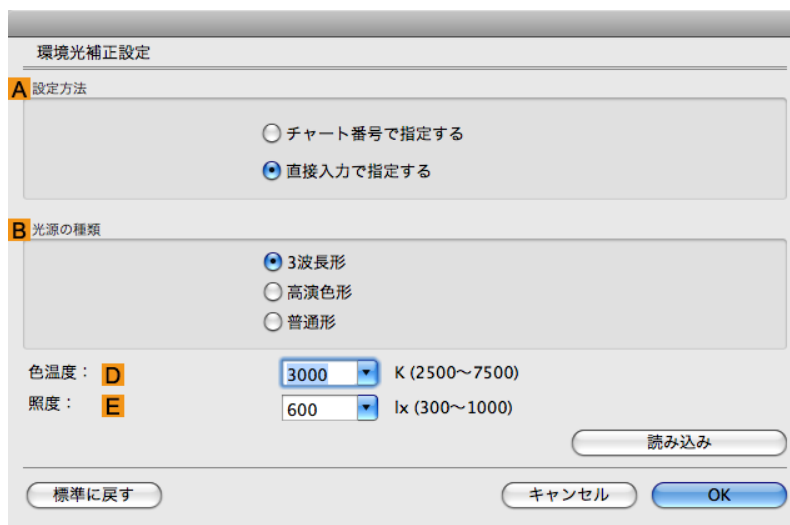 環境光補正設定
A 設定方法
チャート番号で指定する
直接入力で指定する
B 光源の種類
3波長形
高演色形
普通形
色温度： D 3000 K (2500～7500)
照度： E 600 lx (300～1000)
読み込み
標準に戻す キャンセル OK